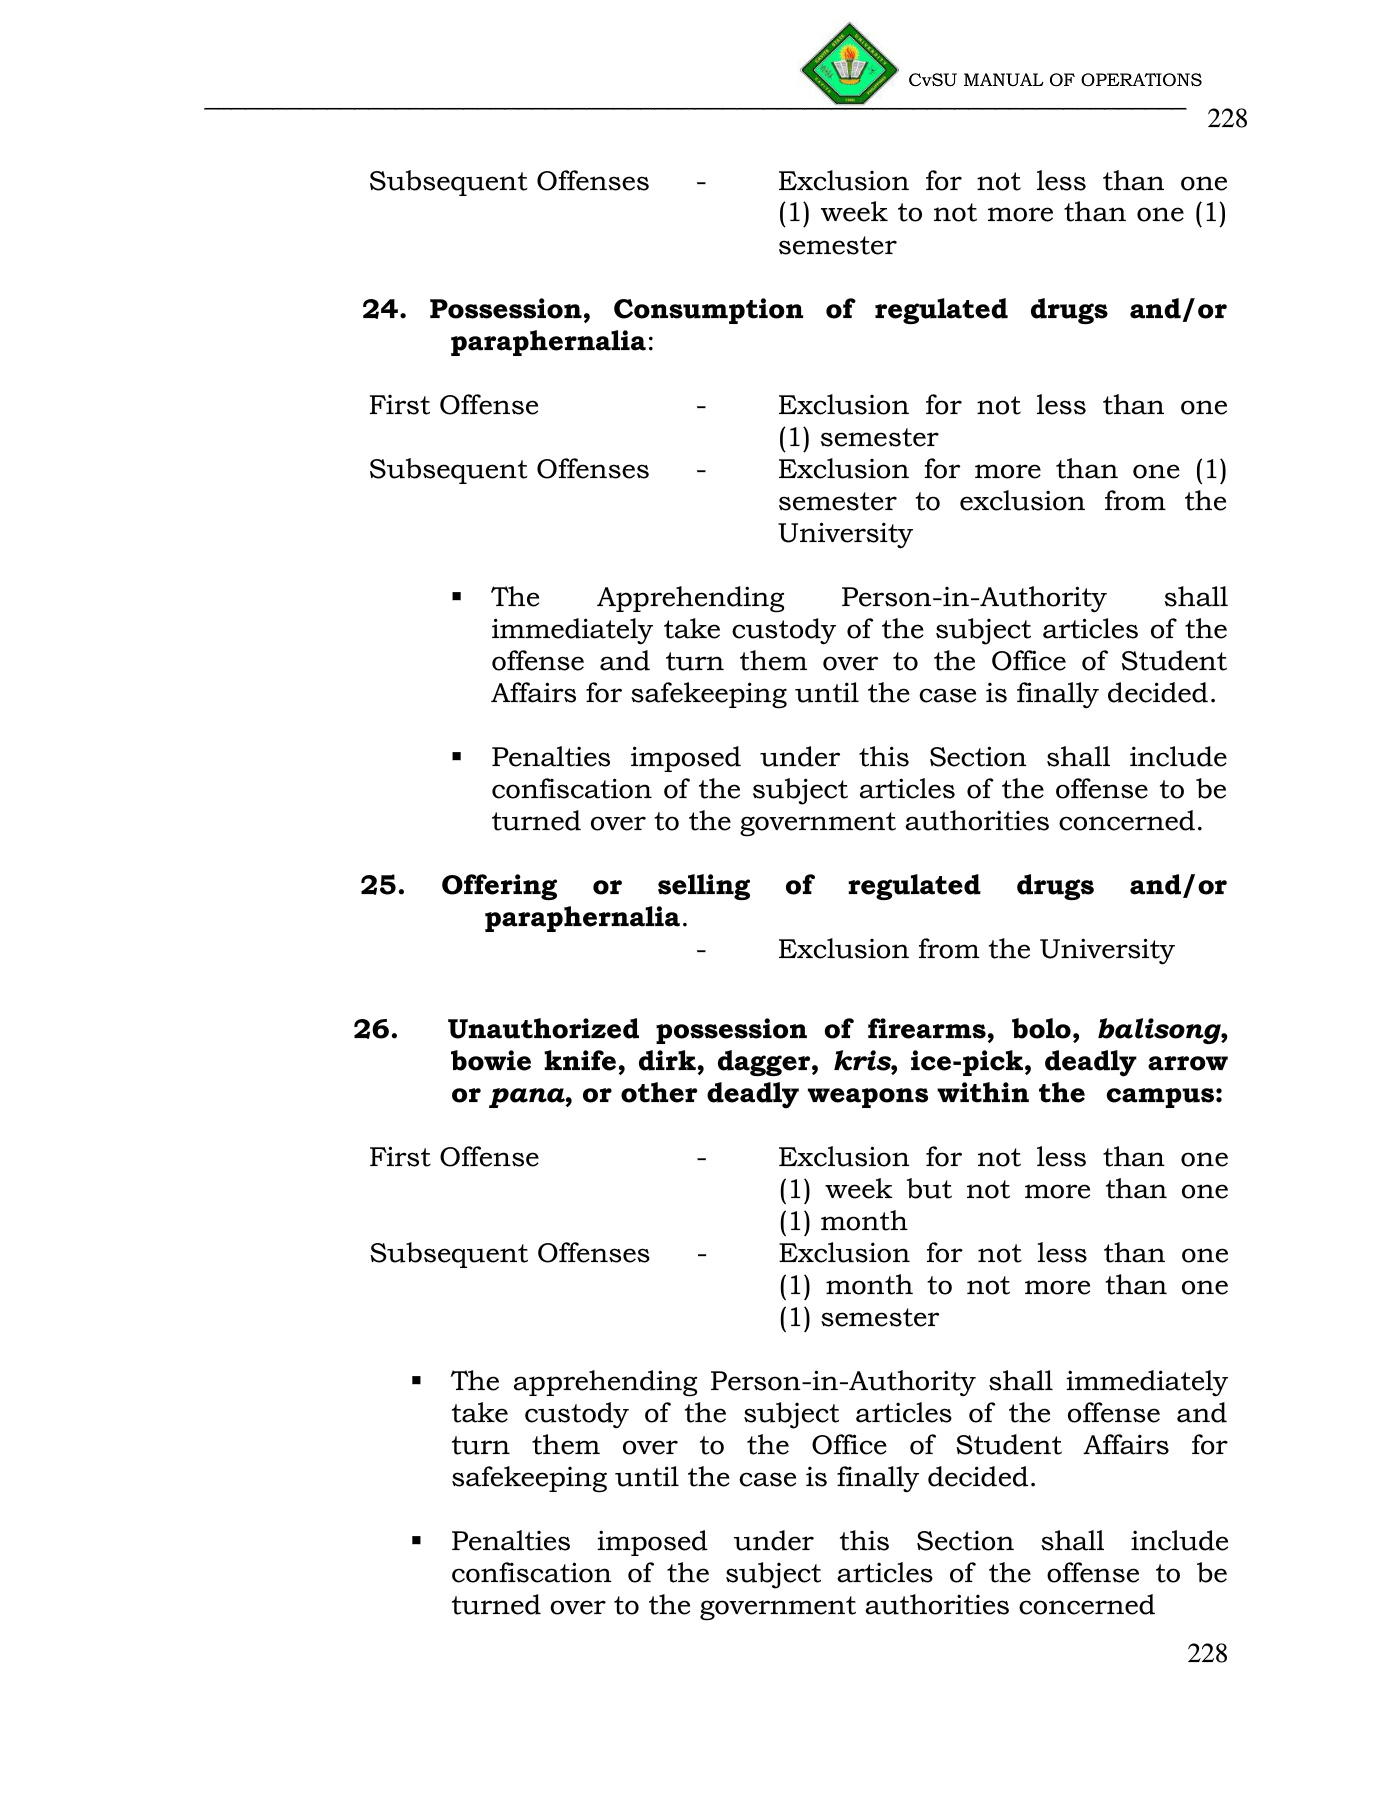 CvSU MANUAL OF OPERATIONS
228
Subsequent Offenses - Exclusion for not less than one
(1) week to not more than one (1)
semester
24. Possession, Consumption of regulated drugs and/or
paraphernalia:
First Offense - Exclusion for not less than one
(1) semester
Subsequent Offenses - Exclusion for more than one (1)
semester to exclusion from the
University
▪ The Apprehending Person-in-Authority shall
immediately take custody of the subject articles of the
offense and turn them over to the Office of Student
Affairs for safekeeping until the case is finally decided.
▪ Penalties imposed under this Section shall include
confiscation of the subject articles of the offense to be
turned over to the government authorities concerned.
25. Offering or selling of regulated drugs and/or
paraphernalia.
- Exclusion from the University
26. Unauthorized possession of firearms, bolo, balisong,
bowie knife, dirk, dagger, kris, ice-pick, deadly arrow
or pana, or other deadly weapons within the campus:
First Offense - Exclusion for not less than one
(1) week but not more than one
(1) month
Subsequent Offenses - Exclusion for not less than one
(1) month to not more than one
(1) semester
▪ The apprehending Person-in-Authority shall immediately
take custody of the subject articles of the offense and
turn them over to the Office of Student Affairs for
safekeeping until the case is finally decided.
▪ Penalties imposed under this Section shall include
confiscation of the subject articles of the offense to be
turned over to the government authorities concerned
228